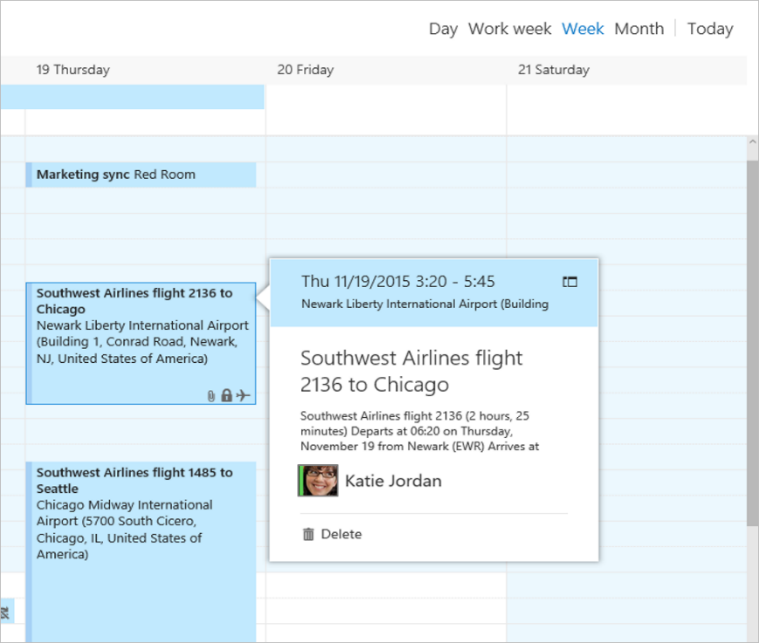 Day Work week Week Month Today
19 Thursday 20 Friday 21 Saturday
Marketing sync Red Room
Southwest Airlines flight 2136 to
Chicago
Newark Liberty International Airport
(Building 1, Conrad Road, Newark,
NJ, United States of America)
Southwest Airlines flight 1485 to
Seattle
Chicago Midway International
Airport (5700 South Cicero,
Chicago, IL, United States of
America)
Thu 11/19/2015 3:20 - 5:45
Newark Liberty International Airport (Building
Southwest Airlines flight
2136 to Chicago
Southwest Airlines flight 2136 (2 hours, 25
minutes) Departs at 06:20 on Thursday,
November 19 from Newark (EWR) Arrives at
Katie Jordan
Delete